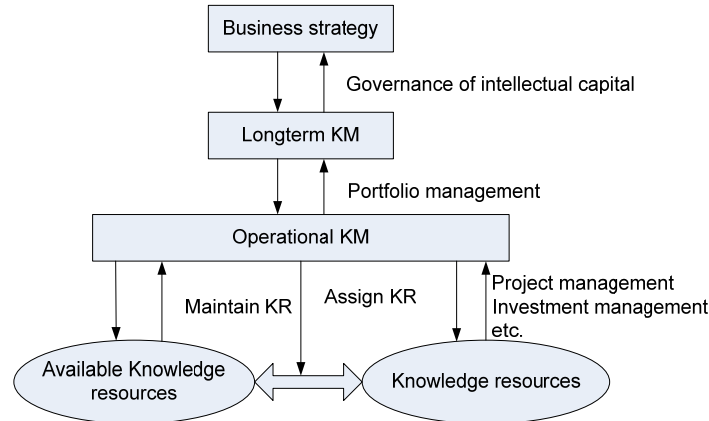 Business strategy
Governance of intellectual capital
Longterm KM
Portfolio management
Operational KM
Maintain KR
Assign KR
Project management
Investment management
etc.
Available Knowledge
resources
Knowledge resources